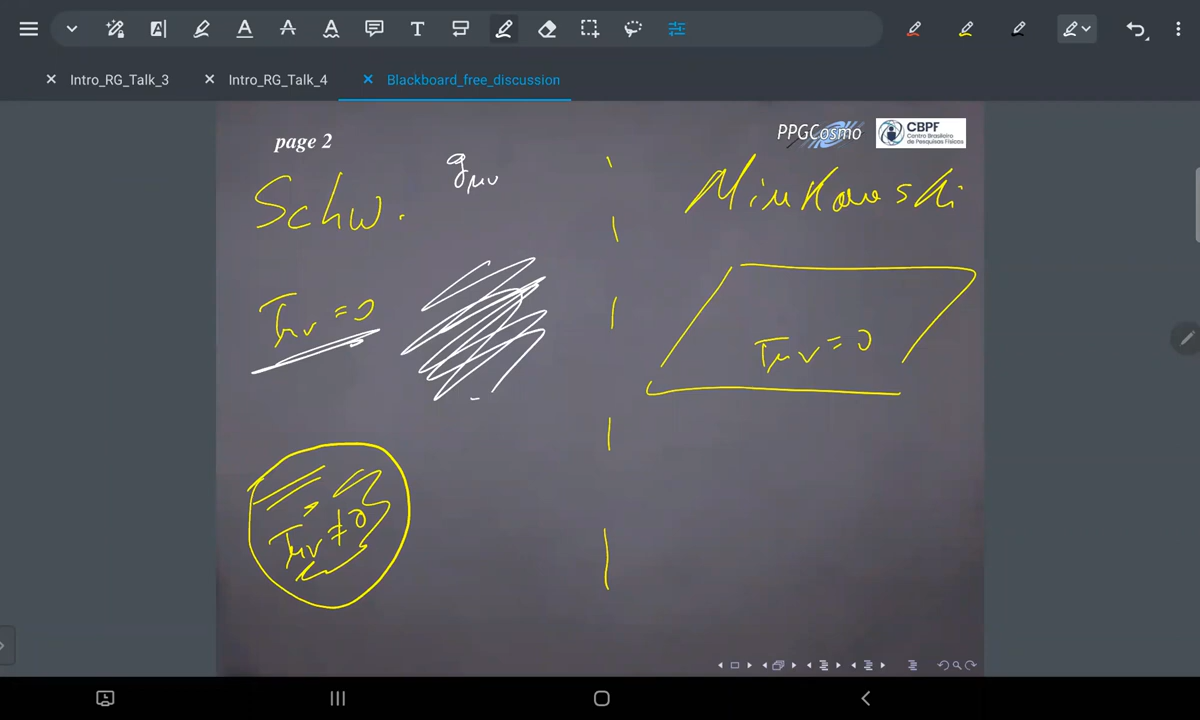 Intro_RG_Talk_3
Intro_RG_Talk_4
Blackboard_free_discussion
page 2
PPGCosmo
CBPF
Centro Brasileiro
de Pesquisas Físicas
Schw.
gμν
Minkowski
Tμν = 0
Tμν = 0
Tμν ≠ 0